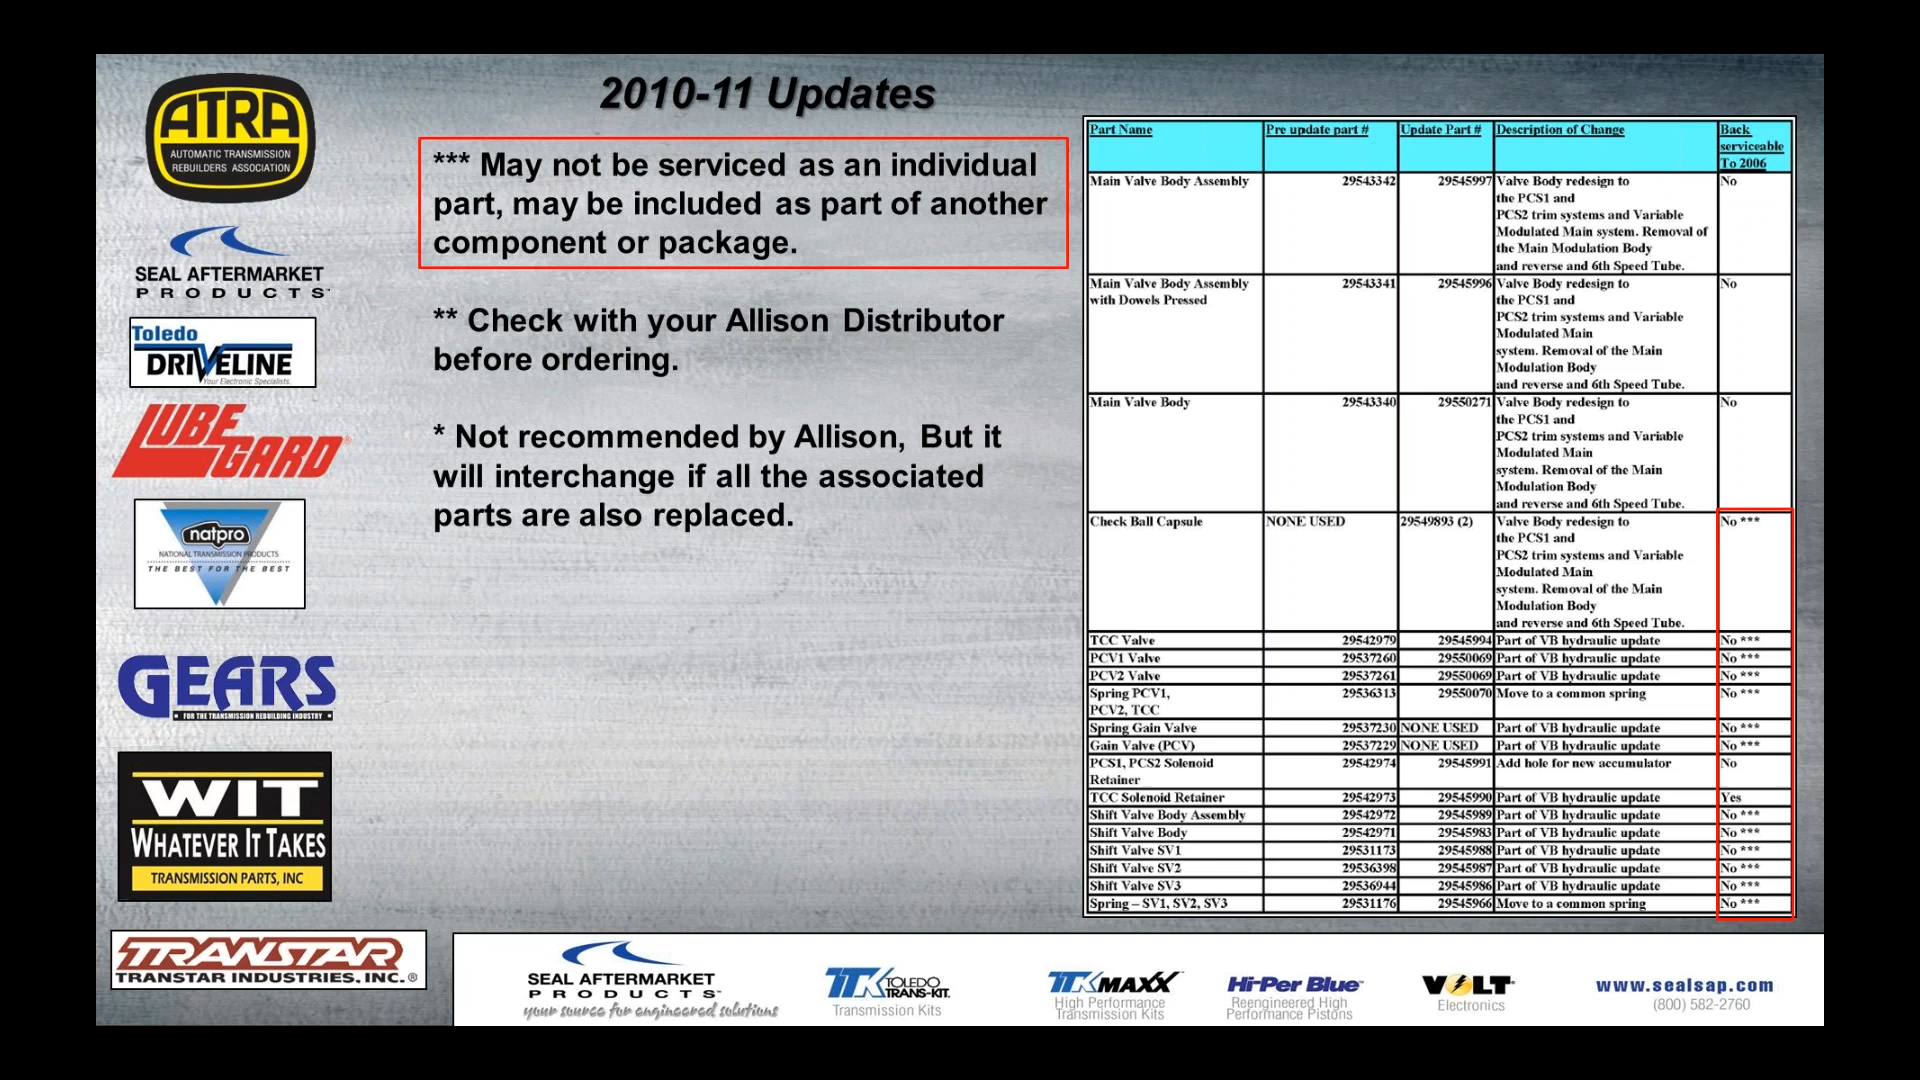 2010-11 Updates
ATRA
AUTOMATIC TRANSMISSION
REBUILDERS ASSOCIATION
*** May not be serviced as an individual
part, may be included as part of another
component or package.
** Check with your Allison Distributor
before ordering.
* Not recommended by Allison, But it
will interchange if all the associated
parts are also replaced.
SEAL AFTERMARKET
PRODUCTS
Toledo
DRIVELINE
Your Electronic Specialists.
LUBE
GARD®
natpro
NATIONAL TRANSMISSION PRODUCTS
THE BEST FOR THE BEST
GEARS
FOR THE TRANSMISSION REBUILDING INDUSTRY
WIT
WHATEVER IT TAKES
TRANSMISSION PARTS, INC
TRANSTAR
TRANSTAR INDUSTRIES, INC.®
Part Name Pre update part # Update Part # Description of Change Back
serviceable
To 2006
Main Valve Body Assembly 29543342 29545997 Valve Body redesign to No
the PCS1 and
PCS2 trim systems and Variable
Modulated Main system. Removal of
the Main Modulation Body
and reverse and 6th Speed Tube.
Main Valve Body Assembly 29543341 29545996 Valve Body redesign to No
with Dowels Pressed the PCS1 and
PCS2 trim systems and Variable
Modulated Main
system. Removal of the Main
Modulation Body
and reverse and 6th Speed Tube.
Main Valve Body 29543340 29550271 Valve Body redesign to No
the PCS1 and
PCS2 trim systems and Variable
Modulated Main
system. Removal of the Main
Modulation Body
and reverse and 6th Speed Tube.
Check Ball Capsule NONE USED 29549893 (2) Valve Body redesign to No ***
the PCS1 and
PCS2 trim systems and Variable
Modulated Main
system. Removal of the Main
Modulation Body
and reverse and 6th Speed Tube.
TCC Valve 29542979 29545994 Part of VB hydraulic update No ***
PCV1 Valve 29537260 29550069 Part of VB hydraulic update No ***
PCV2 Valve 29537261 29550069 Part of VB hydraulic update No ***
Spring PCV1, 29536313 29550070 Move to a common spring No ***
PCV2, TCC
Spring Gain Valve 29537230 NONE USED Part of VB hydraulic update No ***
Gain Valve (PCV) 29537229 NONE USED Part of VB hydraulic update No ***
PCS1, PCS2 Solenoid 29542974 29545991 Add hole for new accumulator No
Retainer
TCC Solenoid Retainer 29542973 29545990 Part of VB hydraulic update Yes
Shift Valve Body Assembly 29542972 29545989 Part of VB hydraulic update No ***
Shift Valve Body 29542971 29545983 Part of VB hydraulic update No ***
Shift Valve SV1 29531173 29545988 Part of VB hydraulic update No ***
Shift Valve SV2 29536398 29545987 Part of VB hydraulic update No ***
Shift Valve SV3 29536944 29545986 Part of VB hydraulic update No ***
Spring – SV1, SV2, SV3 29531176 29545966 Move to a common spring No ***
SEAL AFTERMARKET
PRODUCTS
your source for engineered solutions
TTK TOLEDO
TRANS-KIT.
Transmission Kits
TTKMAXX
High Performance
Transmission Kits
Hi-Per Blue
Reengineered High
Performance Pistons
VOLT
Electronics
www.sealsap.com
(800) 582-2760